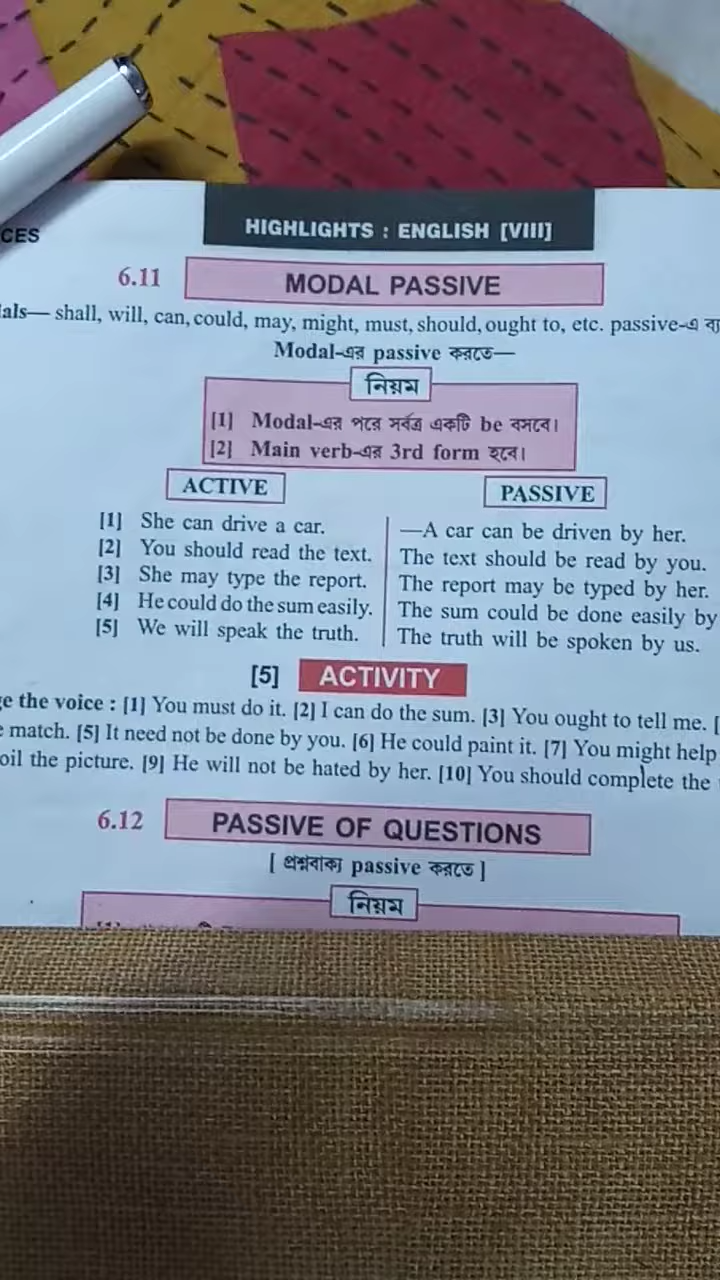 CES
HIGHLIGHTS : ENGLISH [VIII]
6.11 MODAL PASSIVE
als— shall, will, can, could, may, might, must, should, ought to, etc. passive-এ
Modal-এর passive করতে—
নিয়ম
[1] Modal-এর পরে সর্বত্র একটি be বসবে।
[2] Main verb-এর 3rd form হবে।
ACTIVE PASSIVE
[1] She can drive a car. —A car can be driven by her.
[2] You should read the text. The text should be read by you.
[3] She may type the report. The report may be typed by her.
[4] He could do the sum easily. The sum could be done easily by
[5] We will speak the truth. The truth will be spoken by us.
[5] ACTIVITY
e the voice : [1] You must do it. [2] I can do the sum. [3] You ought to tell me. [
match. [5] It need not be done by you. [6] He could paint it. [7] You might help
oil the picture. [9] He will not be hated by her. [10] You should complete the
6.12 PASSIVE OF QUESTIONS
[ প্রশ্নবাক্য passive করতে ]
নিয়ম